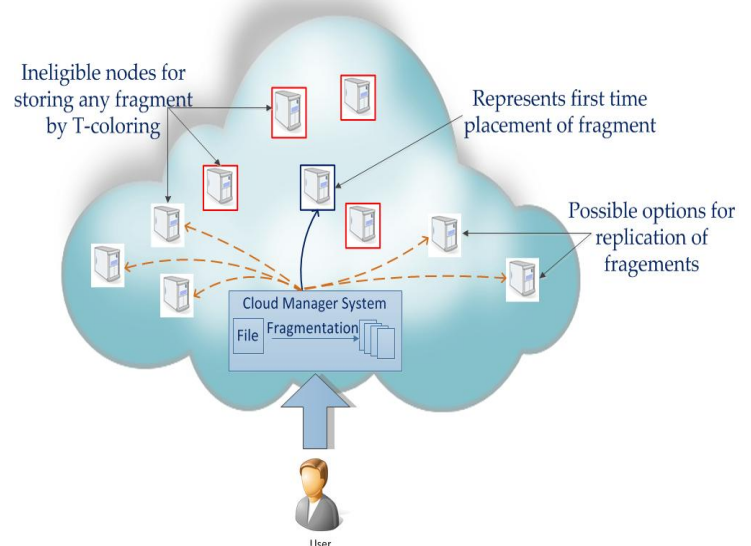 Ineligible nodes for
storing any fragment
by T-coloring
Represents first time
placement of fragment
Possible options for
replication of
fragements
Cloud Manager System
File
Fragmentation
User